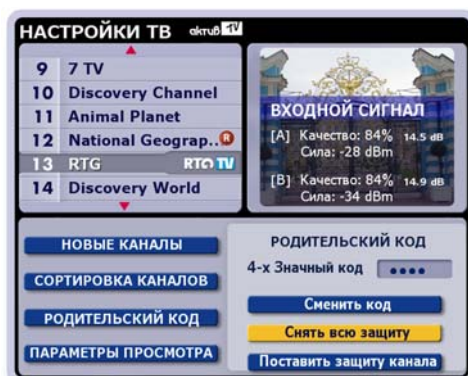 НАСТРОЙКИ ТВ актив TV
9 7 TV
10 Discovery Channel
11 Animal Planet
12 National Geograp.. R
13 RTG RTG TV
14 Discovery World
ВХОДНОЙ СИГНАЛ
[A] Качество: 84% 14.5 dB
Сила: -28 dBm
[B] Качество: 84% 14.9 dB
Сила: -34 dBm
НОВЫЕ КАНАЛЫ
СОРТИРОВКА КАНАЛОВ
РОДИТЕЛЬСКИЙ КОД
ПАРАМЕТРЫ ПРОСМОТРА
РОДИТЕЛЬСКИЙ КОД
4-х Значный код ••••
Сменить код
Снять всю защиту
Поставить защиту канала